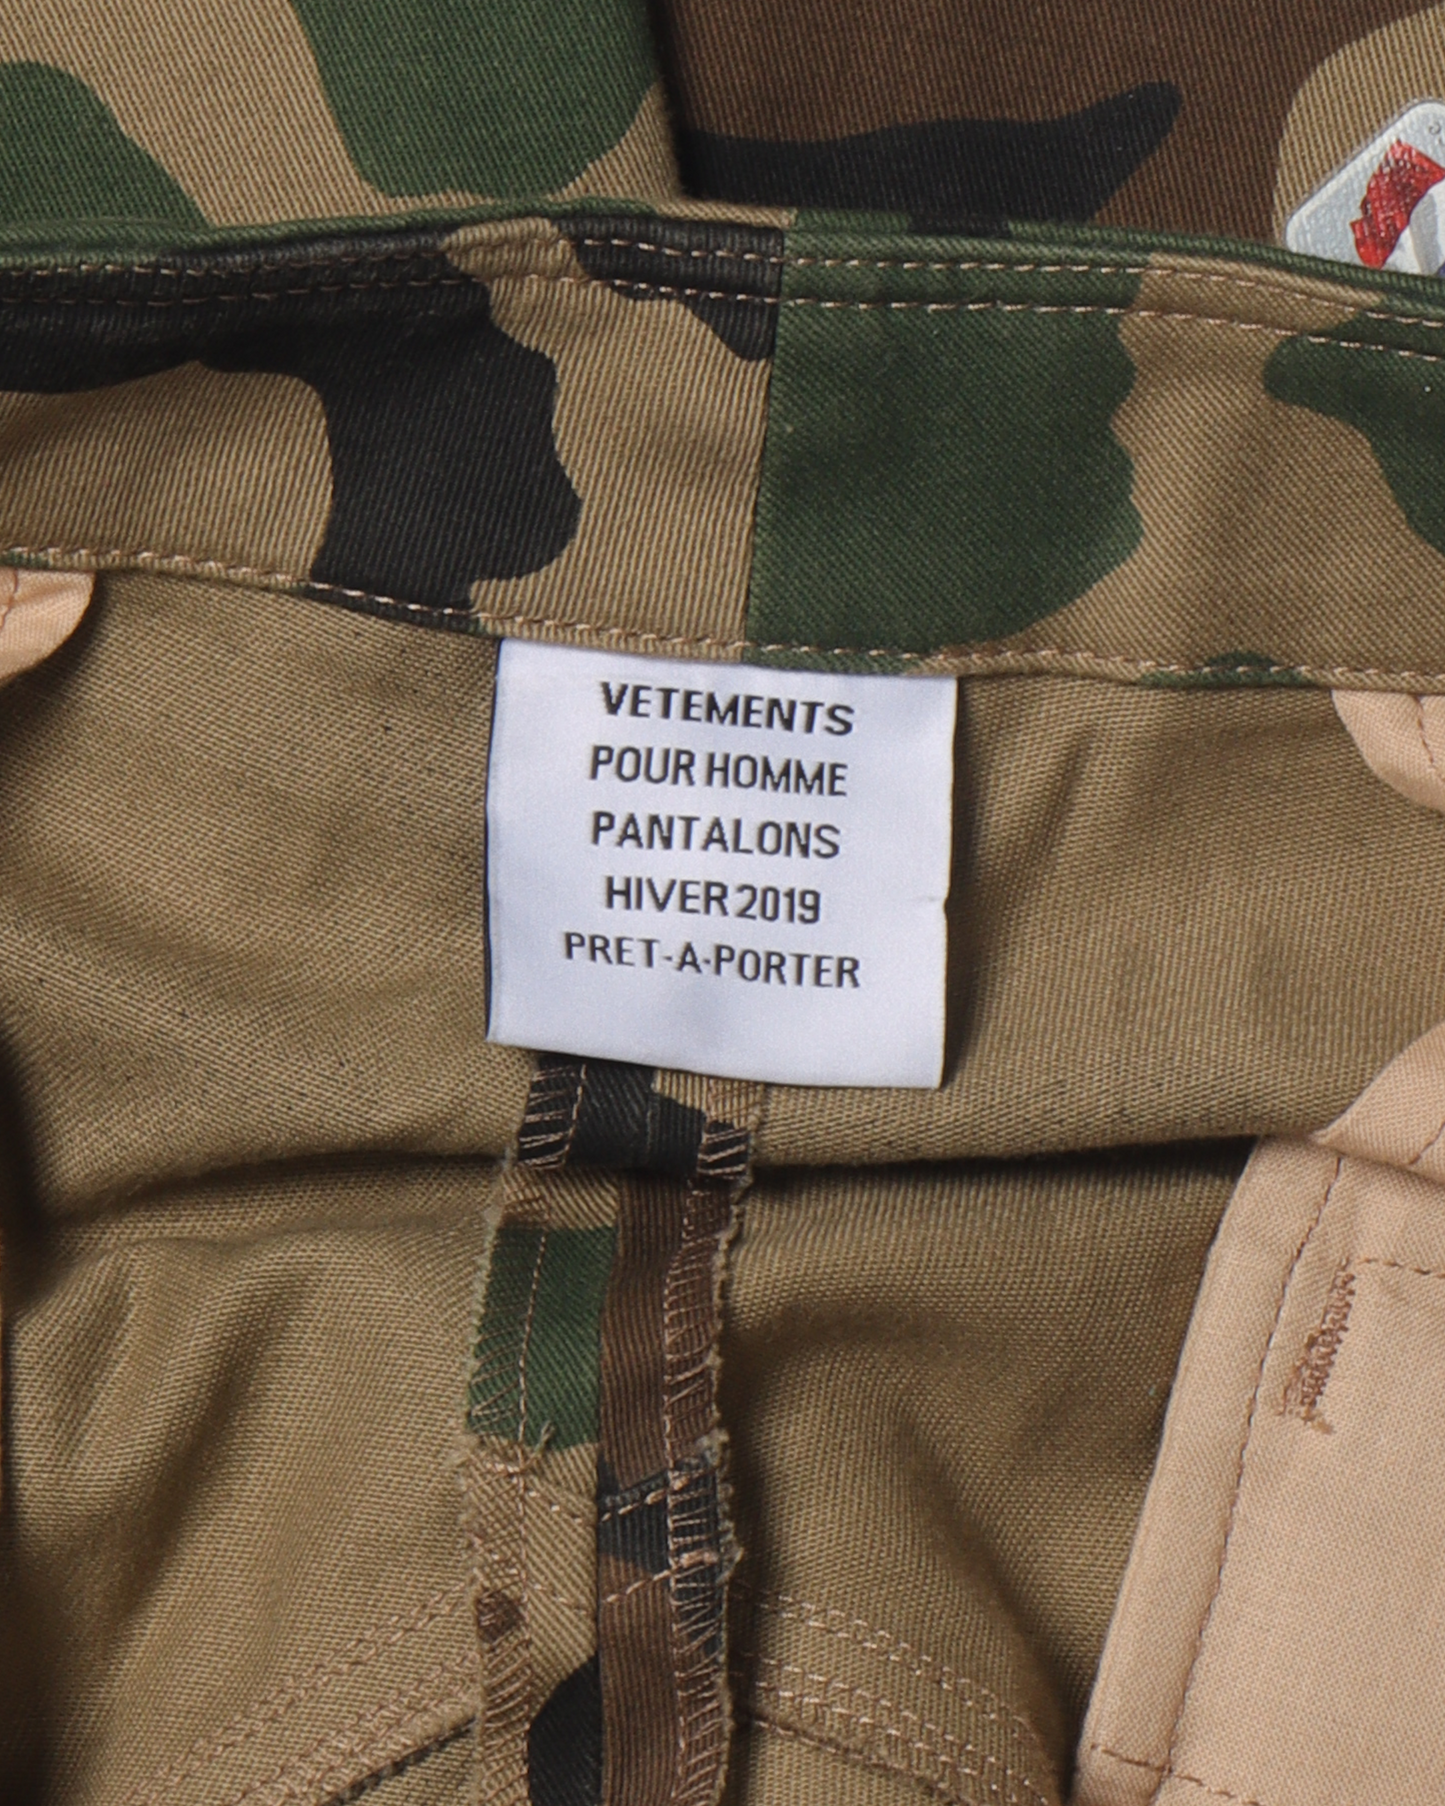 VETEMENTS
POUR HOMME
PANTALONS
HIVER 2019
PRET-A-PORTER